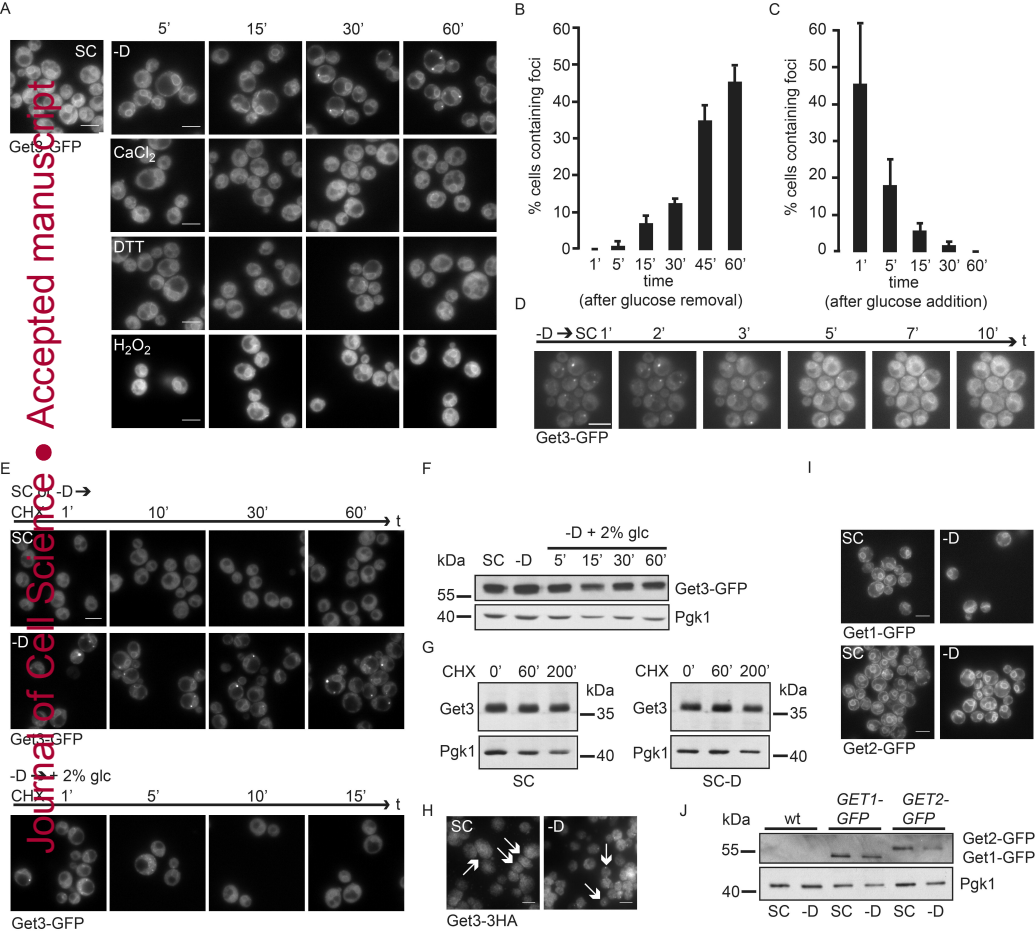 Journal of Cell Science • Accepted manuscript
A
5’ 15’ 30’ 60’
SC
-D
Get3-GFP
CaCl2
DTT
H2O2
B
% cells containing foci
60
50
40
30
20
10
0
1’ 5’ 15’ 30’ 45’ 60’
time
(after glucose removal)
C
% cells containing foci
60
50
40
30
20
10
0
1’ 5’ 15’ 30’ 60’
time
(after glucose addition)
D
-D ➔ SC 1’ 2’ 3’ 5’ 7’ 10’ t
Get3-GFP
E
SC or -D ➔
CHX 1’ 10’ 30’ 60’ t
SC
-D
Get3-GFP
-D ➔ + 2% glc
CHX 1’ 5’ 10’ 15’ t
Get3-GFP
F
-D + 2% glc
kDa SC -D 5’ 15’ 30’ 60’
55
Get3-GFP
40
Pgk1
G
CHX 0’ 60’ 200’
kDa
Get3
35
Pgk1
40
SC
CHX 0’ 60’ 200’
kDa
Get3
35
Pgk1
40
SC-D
H
SC
-D
Get3-3HA
I
SC
-D
Get1-GFP
SC
-D
Get2-GFP
J
kDa
wt
GET1-
GFP
GET2-
GFP
55
Get2-GFP
Get1-GFP
40
Pgk1
SC -D SC -D SC -D